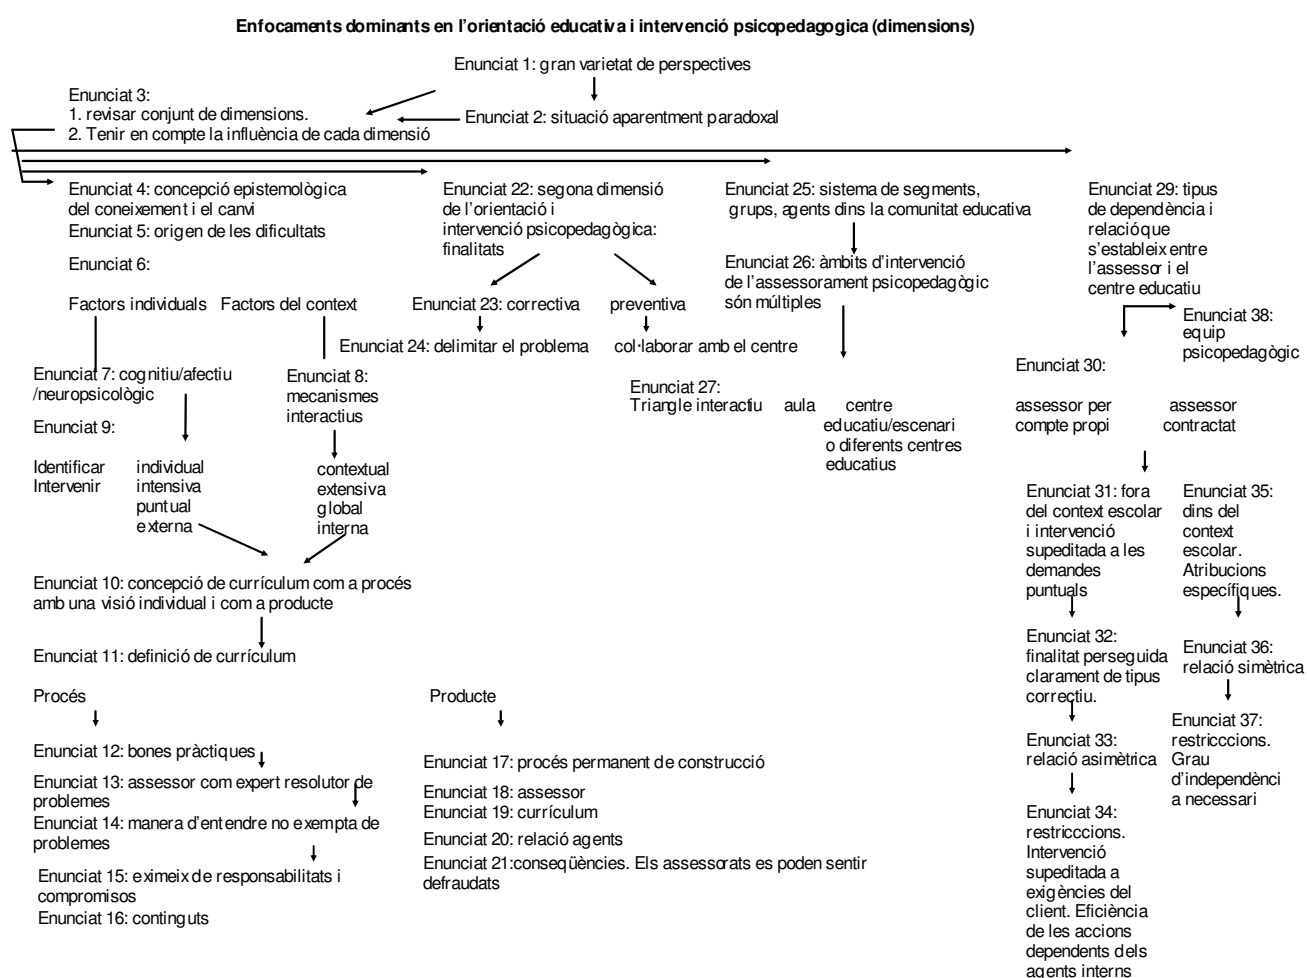 Enfocaments dominants en l'orientació educativa i intervenció psicopedagogica (dimensions)
Enunciat 1: gran varietat de perspectives
Enunciat 3:
1. revisar conjunt de dimensions.
2. Tenir en compte la influència de cada dimensió
Enunciat 2: situació aparentment paradoxal
Enunciat 4: concepció epistemològica
del coneixement i el canvi
Enunciat 5: origen de les dificultats
Enunciat 6:
Factors individuals
Factors del context
Enunciat 7: cognitiu/afectiu
/neuropsicològic
Enunciat 8:
mecanismes
interactius
Enunciat 9:
Identificar
Intervenir
individual
intensiva
puntual
externa
contextual
extensiva
global
interna
Enunciat 10: concepció de currículum com a procés
amb una visió individual i com a producte
Enunciat 11: definició de currículum
Procés
Producte
Enunciat 12: bones pràctiques
Enunciat 13: assessor com expert resolutor de
problemes
Enunciat 14: manera d'entendre no exempta de
problemes
Enunciat 15: eximeix de responsabilitats i
compromisos
Enunciat 16: continguts
Enunciat 17: procés permanent de construcció
Enunciat 18: assessor
Enunciat 19: currículum
Enunciat 20: relació agents
Enunciat 21:conseqüències. Els assessorats es poden sentir
defraudats
Enunciat 22: segona dimensió
de l'orientació i
intervenció psicopedagògica:
finalitats
Enunciat 23: correctiva
preventiva
Enunciat 24: delimitar el problema
col·laborar amb el centre
Enunciat 25: sistema de segments,
grups, agents dins la comunitat educativa
Enunciat 26: àmbits d'intervenció
de l'assessorament psicopedagògic
són múltiples
Enunciat 27:
Triangle interactiu
aula
centre
educatiu/escenari
o diferents centres
educatius
Enunciat 29: tipus
de dependència i
relació que
s'estableix entre
l'assessor i el
centre educatiu
Enunciat 38:
equip
psicopedagògic
Enunciat 30:
assessor per
compte propi
assessor
contractat
Enunciat 31: fora
del context escolar
i intervenció
supeditada a les
demandes
puntuals
Enunciat 32:
finalitat perseguida
clarament de tipus
correctiu.
Enunciat 33:
relació asimètrica
Enunciat 34:
restricccions.
Intervenció
supeditada a
exigències del
client. Eficiència
de les accions
dependents dels
agents interns
Enunciat 35:
dins del
context
escolar.
Atribucions
específiques.
Enunciat 36:
relació simètrica
Enunciat 37:
restricccions.
Grau
d'independènci
a necessari